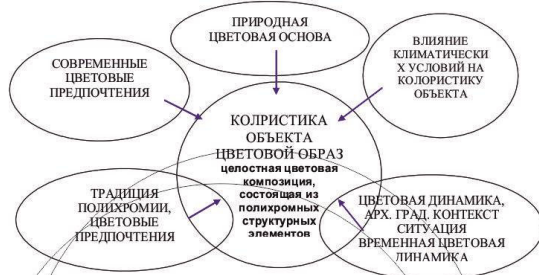 ПРИРОДНАЯ
ЦВЕТОВАЯ ОСНОВА
СОВРЕМЕННЫЕ
ЦВЕТОВЫЕ
ПРЕДПОЧТЕНИЯ
ВЛИЯНИЕ
КЛИМАТИЧЕСКИ
Х УСЛОВИЙ НА
КОЛОРИСТИКУ
ОБЪЕКТА
КОЛРИСТИКА
ОБЪЕКТА
ЦВЕТОВОЙ ОБРАЗ
целостная цветовая
композиция,
состоящая из
полихромных
структурных
элементов
ТРАДИЦИЯ
ПОЛИХРОМИИ,
ЦВЕТОВЫЕ
ПРЕДПОЧТЕНИЯ
ЦВЕТОВАЯ ДИНАМИКА,
АРХ. ГРАД. КОНТЕКСТ
СИТУАЦИЯ
ВРЕМЕННАЯ ЦВЕТОВАЯ
ДИНАМИКА